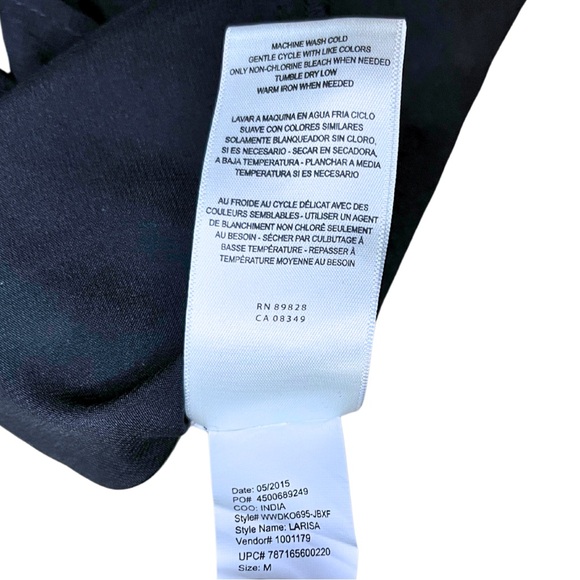 MACHINE WASH COLD
GENTLE CYCLE WITH LIKE COLORS
ONLY NON-CHLORINE BLEACH WHEN NEEDED
TUMBLE DRY LOW
WARM IRON WHEN NEEDED
LAVAR A MAQUINA EN AGUA FRIA CICLO
SUAVE CON COLORES SIMILARES
SOLAMENTE BLANQUEADOR SIN CLORO,
SI ES NECESARIO - SECAR EN SECADORA,
A BAJA TEMPERATURA - PLANCHAR A MEDIA
TEMPERATURA SI ES NECESARIO
AU FROIDE AU CYCLE DÉLICAT AVEC DES
COULEURS SEMBLABLES - UTILISER UN AGENT
DE BLANCHIMENT NON CHLORÉ SEULEMENT
AU BESOIN - SÉCHER PAR CULBUTAGE À
BASSE TEMPÉRATURE - REPASSER À
TEMPÉRATURE MOYENNE AU BESOIN
RN 89828
CA 08349
Date: 05/2015
PO# 4500689249
COO: INDIA
Style# WWDKO695-JBXF
Style Name: LARISA
Vendor# 1001179
UPC# 787165600220
Size: M